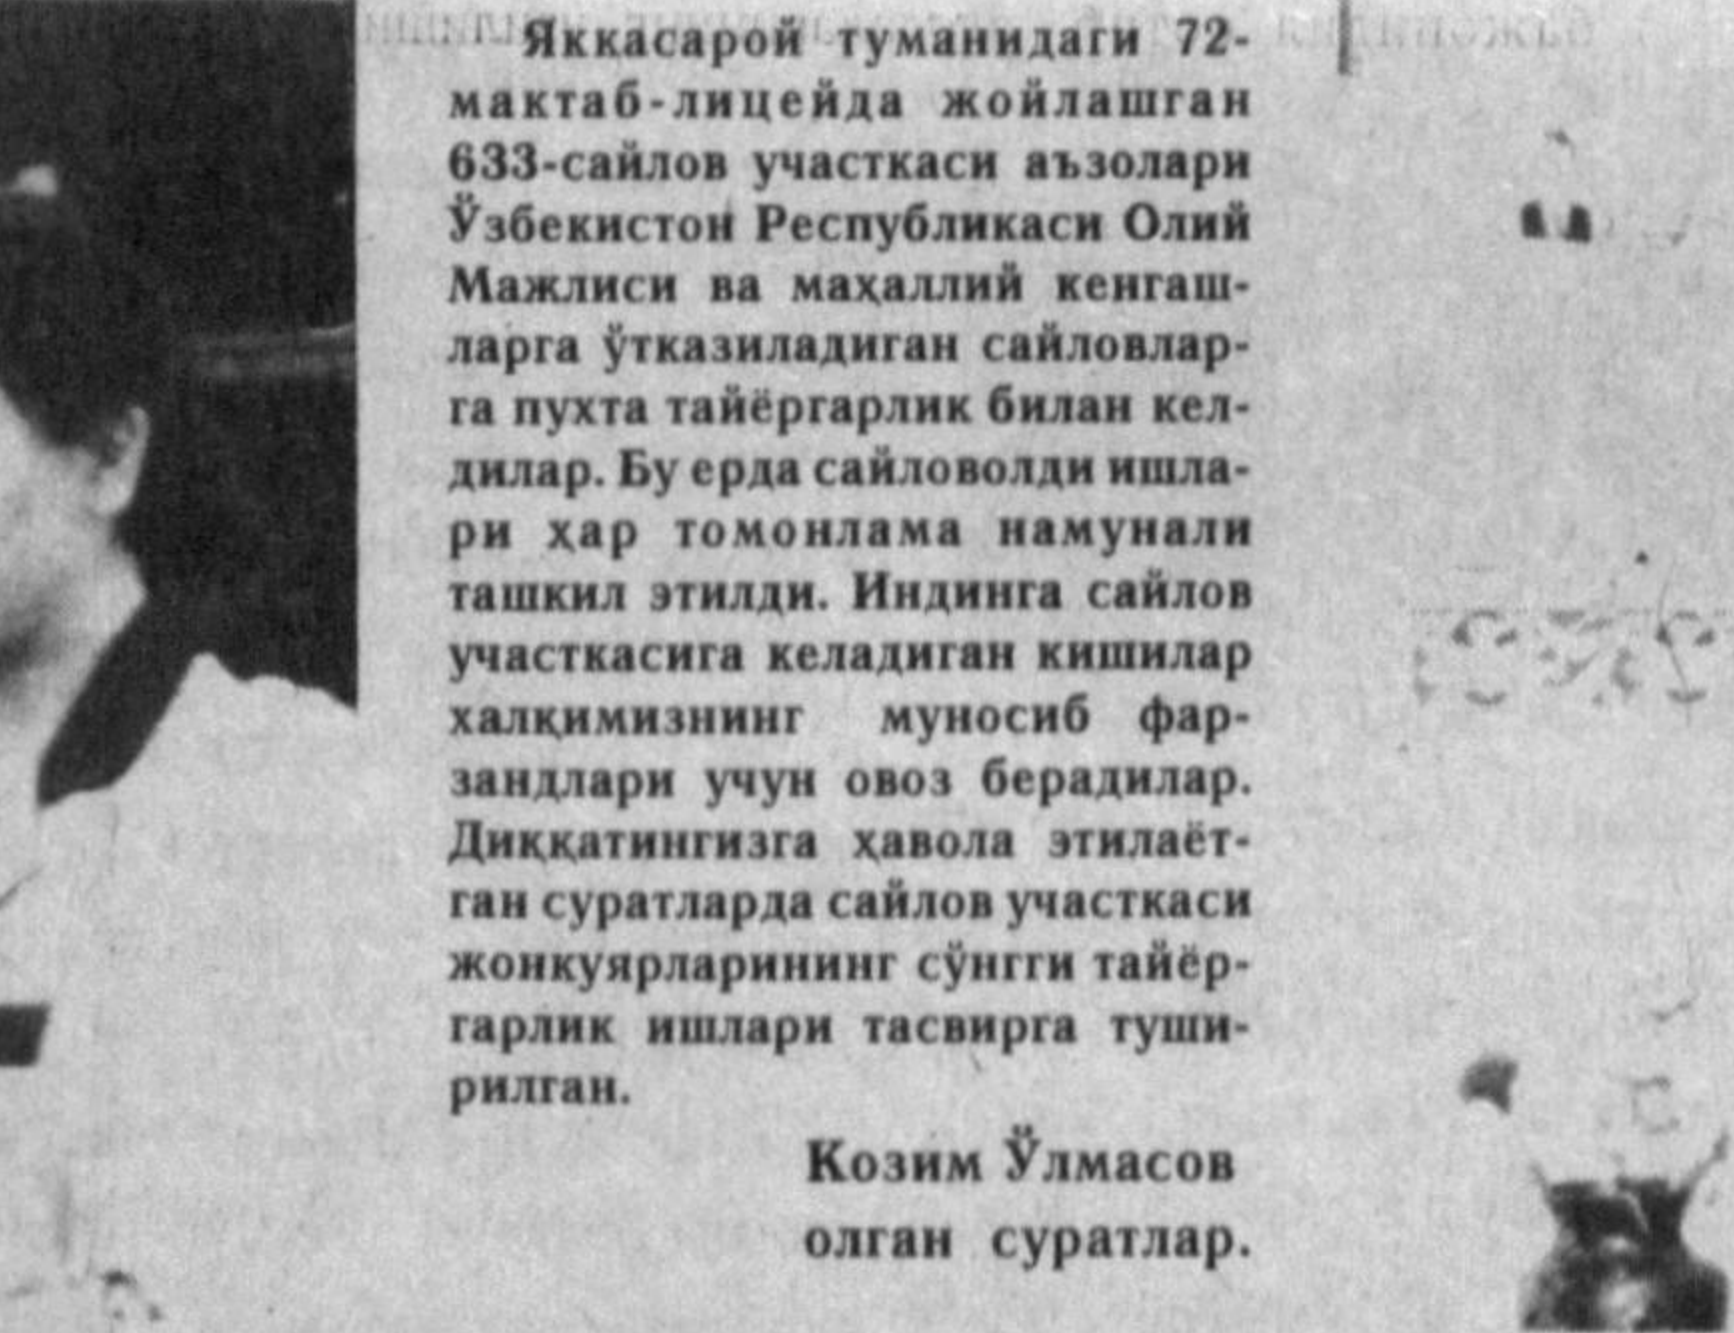 Яккасарой туманидаги 72-
мактаб-лицейда жойлашган
633-сайлов участкаси аъзолари
Ўзбекистон Республикаси Олий
Мажлиси ва маҳаллий кенгаш-
ларга ўтказиладиган сайловлар-
га пухта тайёргарлик билан кел-
дилар. Бу ерда сайловолди ишла-
ри ҳар томонлама намунали
ташкил этилди. Индинга сайлов
участкасига келадиган кишилар
халқимизнинг муносиб фар-
зандлари учун овоз берадилар.
Диққатингизга ҳавола этилаёт-
ган суратларда сайлов участкаси
жонкуярларининг сўнгги тайёр-
гарлик ишлари тасвирга туши-
рилган.
Козим Ўлмасов
олган суратлар.